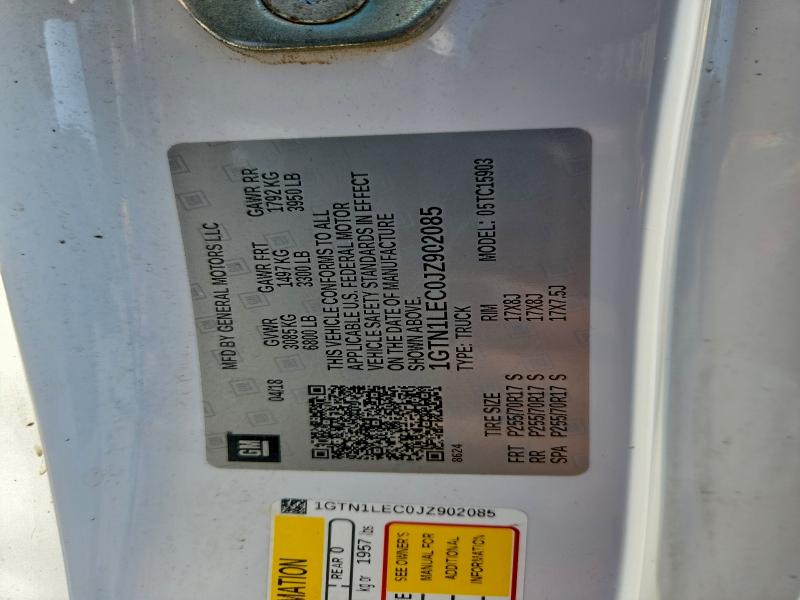 GM
MFD BY GENERAL MOTORS LLC
04/18
GVWR GAWR FRT GAWR RR
3085 KG 1497 KG 1792 KG
6800 LB 3300 LB 3950 LB
THIS VEHICLE CONFORMS TO ALL
APPLICABLE U.S. FEDERAL MOTOR
VEHICLE SAFETY STANDARDS IN EFFECT
ON THE DATE OF MANUFACTURE
SHOWN ABOVE.
1GTN1LEC0JZ902085
8624
TYPE: TRUCK MODEL: 05TC15903
TIRE SIZE RIM
FRT P255/70R17 S 17X8J
RR P255/70R17 S 17X8J
SPA P255/70R17 S 17X7.5J
1GTN1LEC0JZ902085
MATION
REAR 0
kg or 1957 lbs
E
SEE OWNER'S
MANUAL FOR
ADDITIONAL
INFORMATION